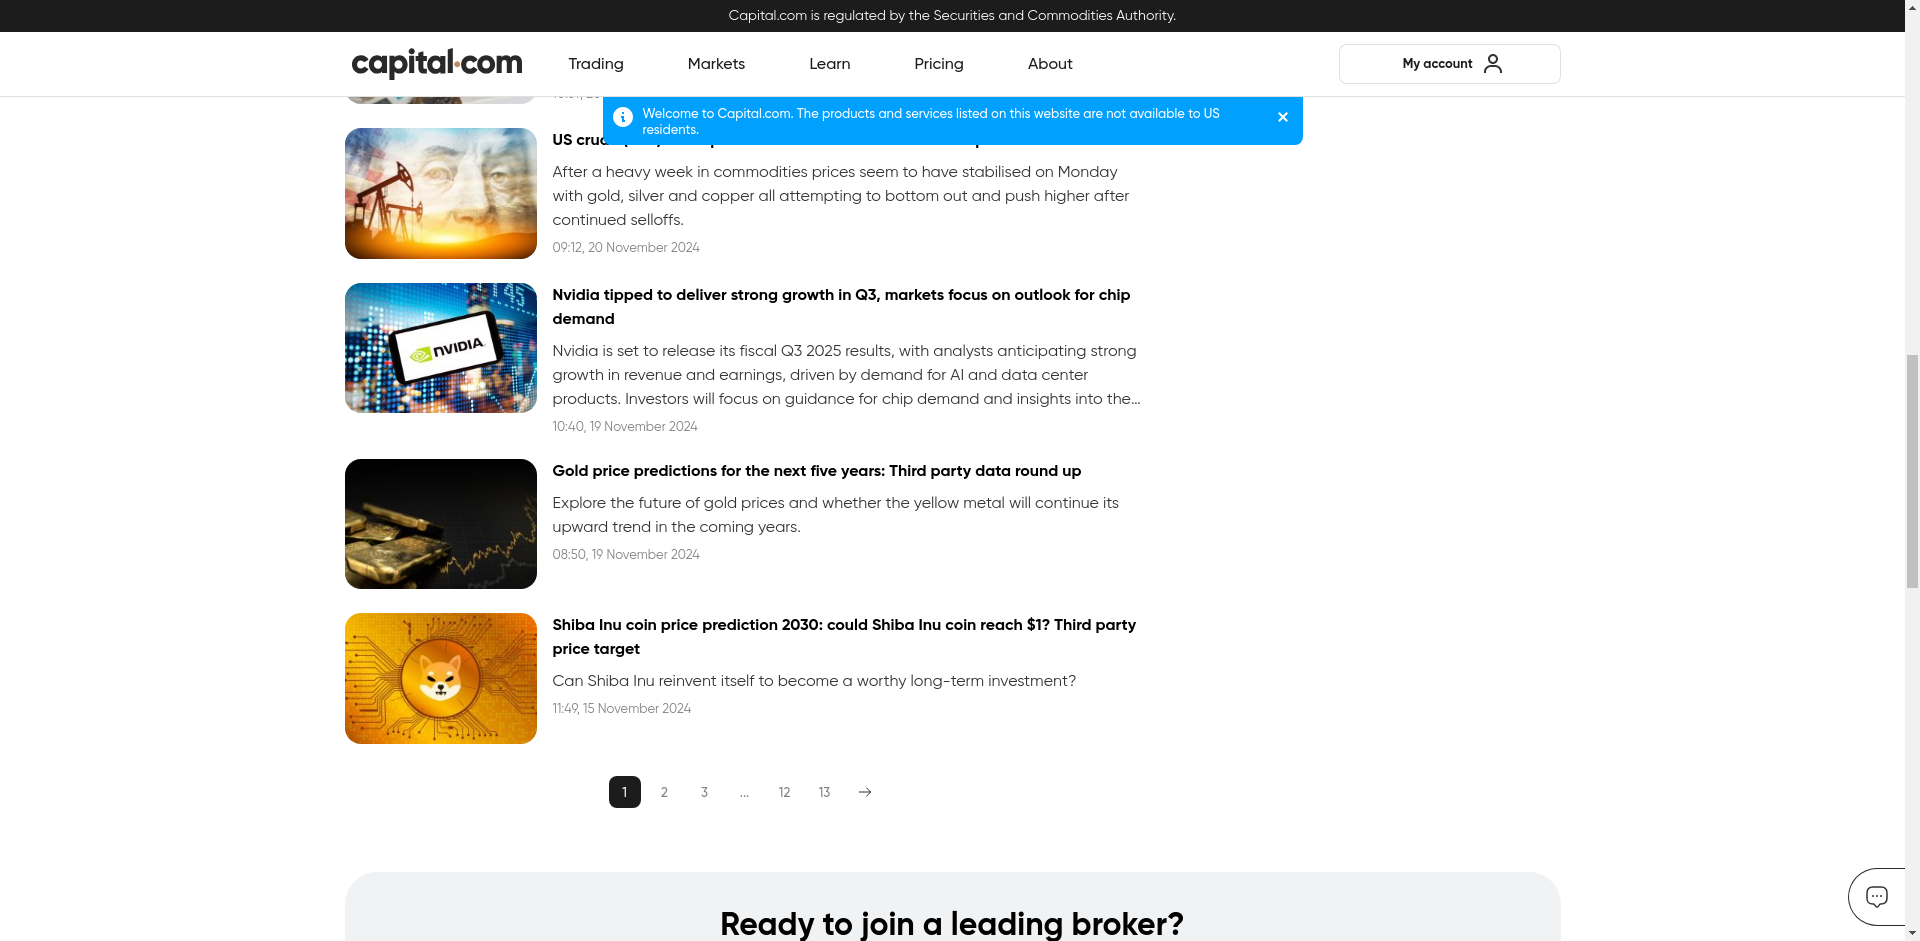 Capital.com is regulated by the Securities and Commodities Authority.
capital.com
Trading
Markets
Learn
Pricing
About
My account
Welcome to Capital.com. The products and services listed on this website are not available to US
residents.
US
After a heavy week in commodities prices seem to have stabilised on Monday
with gold, silver and copper all attempting to bottom out and push higher after
continued selloffs.
09:12, 20 November 2024
NVIDIA
Nvidia tipped to deliver strong growth in Q3, markets focus on outlook for chip
demand
Nvidia is set to release its fiscal Q3 2025 results, with analysts anticipating strong
growth in revenue and earnings, driven by demand for AI and data center
products. Investors will focus on guidance for chip demand and insights into the...
10:40, 19 November 2024
Gold price predictions for the next five years: Third party data round up
Explore the future of gold prices and whether the yellow metal will continue its
upward trend in the coming years.
08:50, 19 November 2024
Shiba Inu coin price prediction 2030: could Shiba Inu coin reach $1? Third party
price target
Can Shiba Inu reinvent itself to become a worthy long-term investment?
11:49, 15 November 2024
1 2 3 ... 12 13
Ready to join a leading broker?